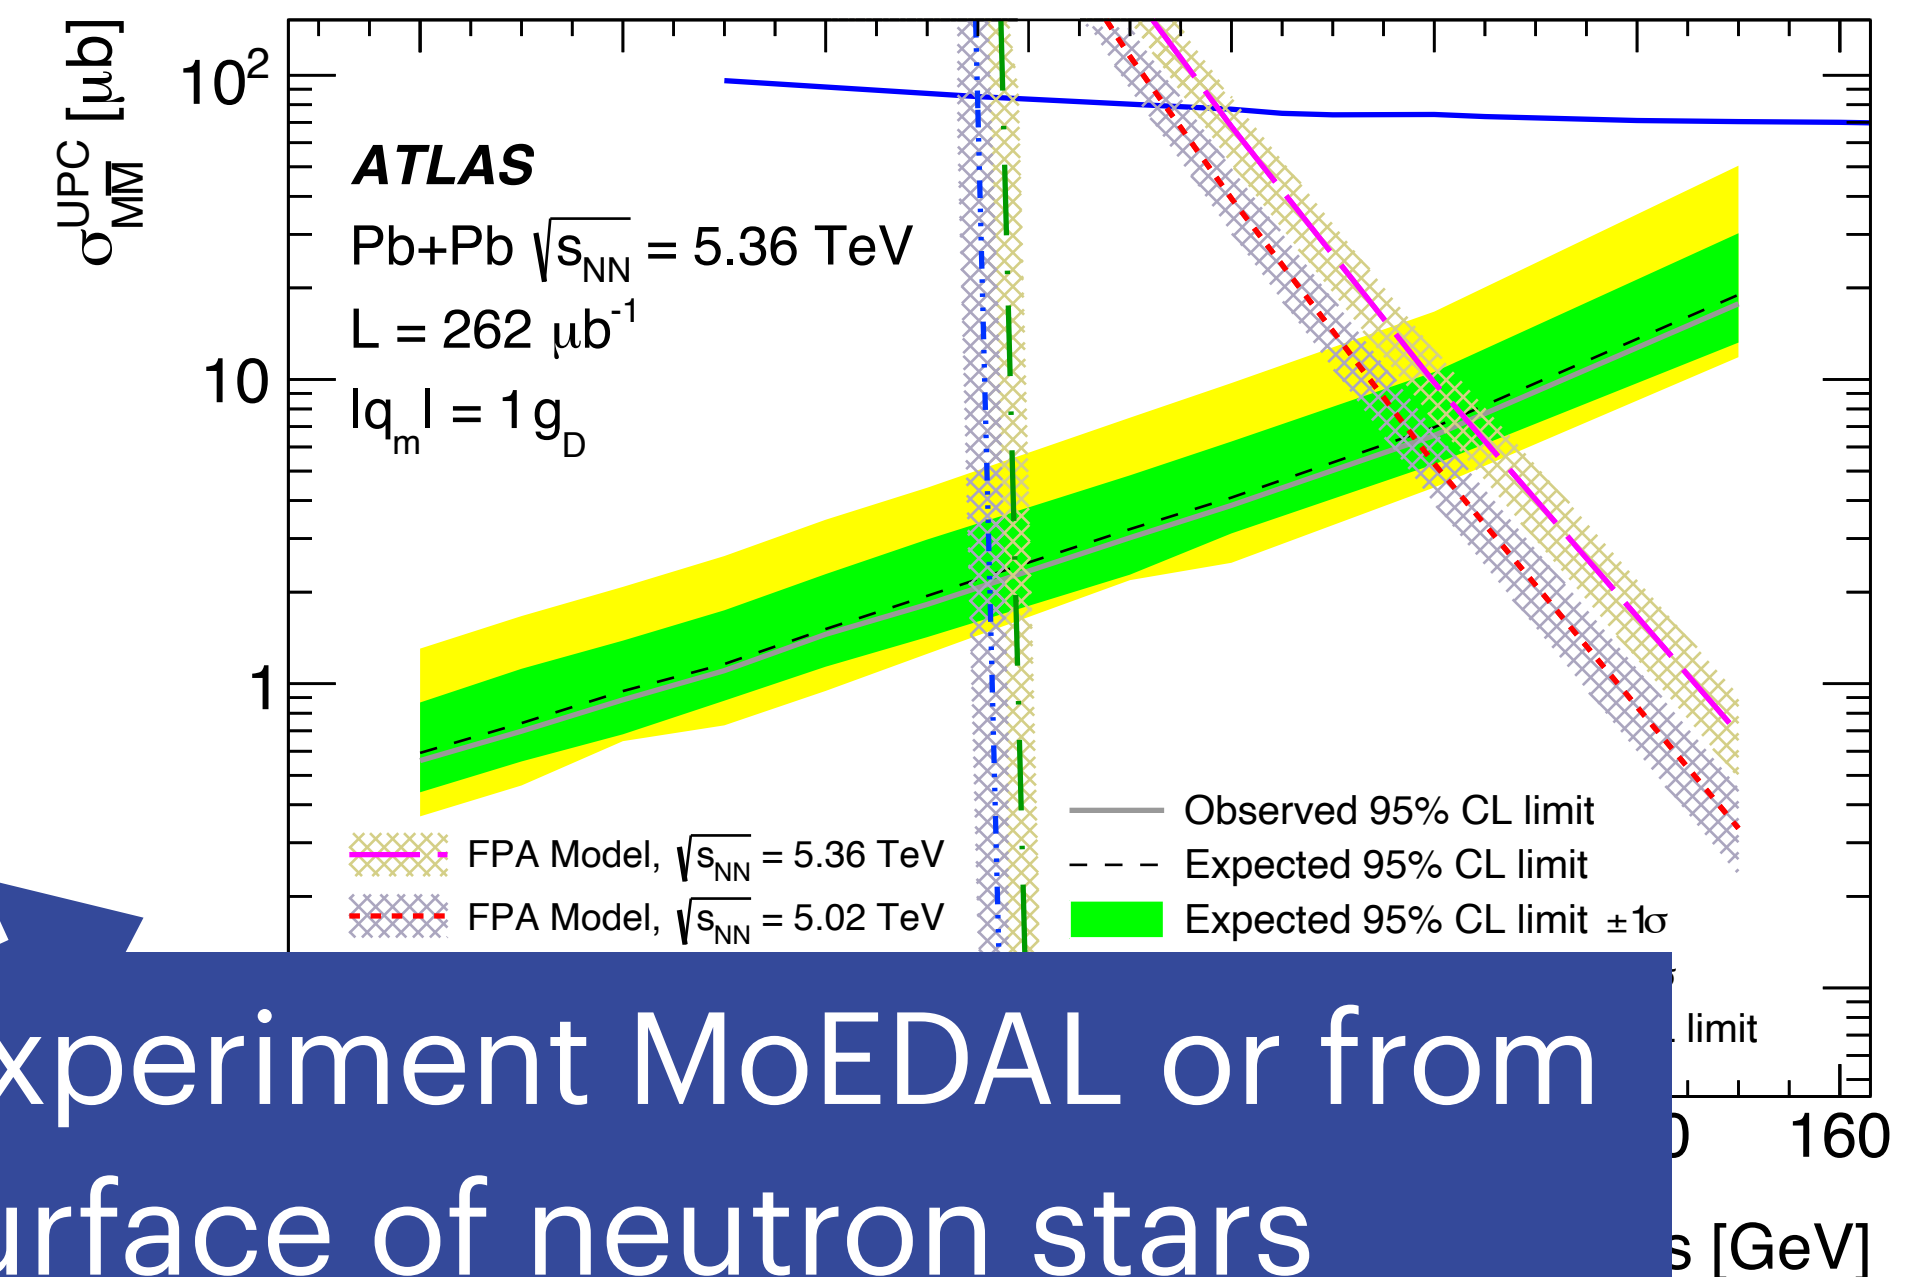 σ^UPC_MM̅ [μb]
10²
10
1
ATLAS
Pb+Pb √s_NN = 5.36 TeV
L = 262 μb⁻¹
|q_m| = 1 g_D
FPA Model, √s_NN = 5.36 TeV
FPA Model, √s_NN = 5.02 TeV
Observed 95% CL limit
Expected 95% CL limit
Expected 95% CL limit ±1σ
limit
160
[GeV]
xperiment MoEDAL or from
urface of neutron stars